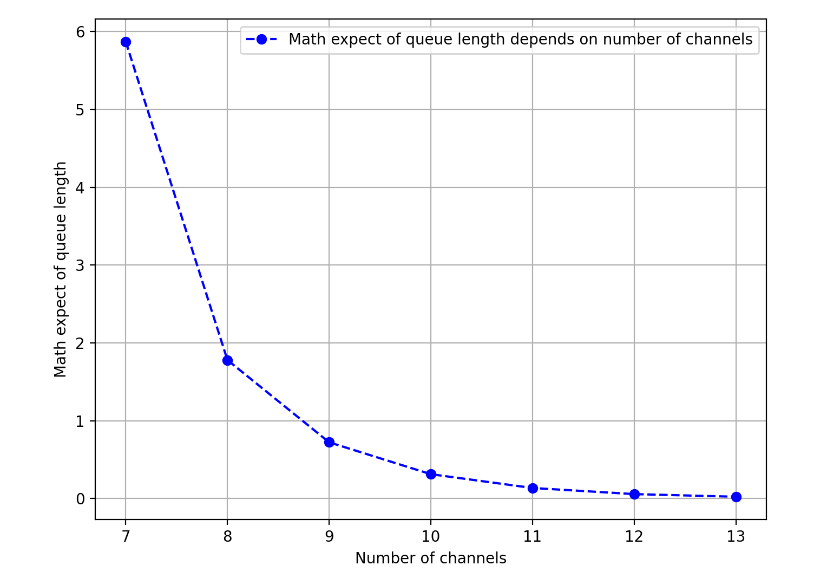 Math expect of queue length depends on number of channels
6
5
4
3
2
1
0
Math expect of queue length
7 8 9 10 11 12 13
Number of channels